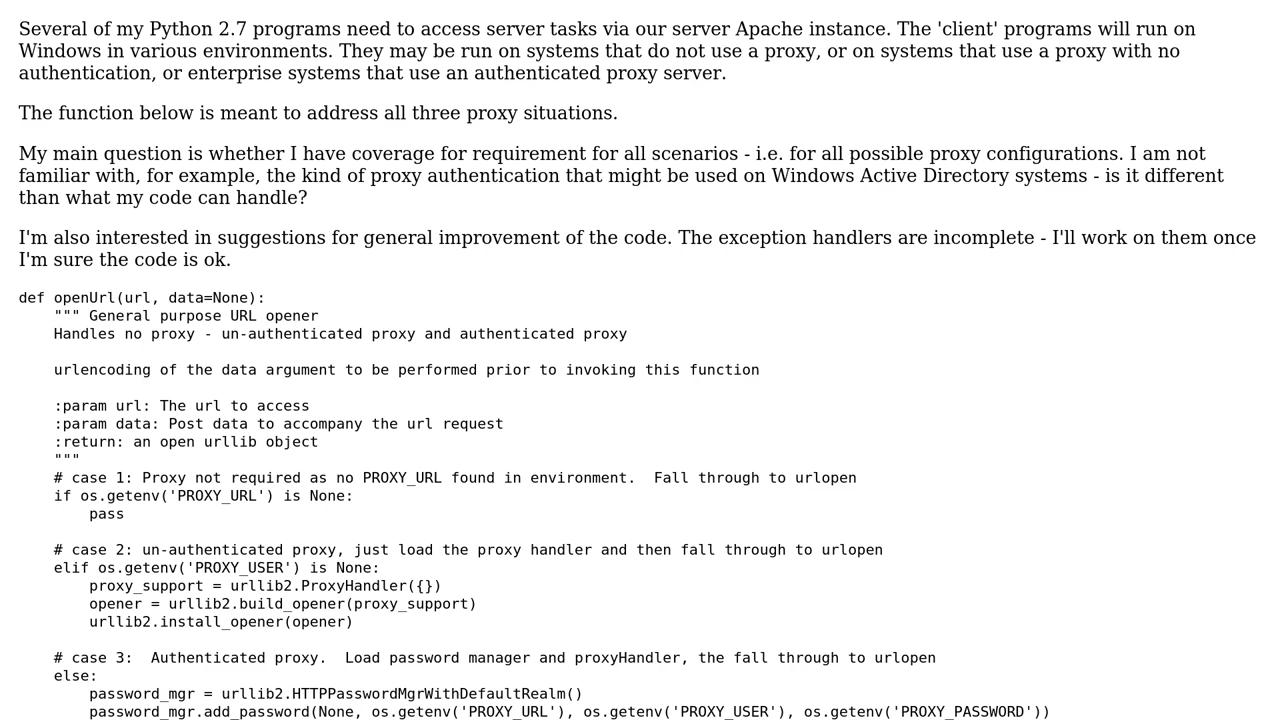 Several of my Python 2.7 programs need to access server tasks via our server Apache instance. The 'client' programs will run on
Windows in various environments. They may be run on systems that do not use a proxy, or on systems that use a proxy with no
authentication, or enterprise systems that use an authenticated proxy server.
The function below is meant to address all three proxy situations.
My main question is whether I have coverage for requirement for all scenarios - i.e. for all possible proxy configurations. I am not
familiar with, for example, the kind of proxy authentication that might be used on Windows Active Directory systems - is it different
than what my code can handle?
I'm also interested in suggestions for general improvement of the code. The exception handlers are incomplete - I'll work on them once
I'm sure the code is ok.
def openUrl(url, data=None):
    """ General purpose URL opener
    Handles no proxy - un-authenticated proxy and authenticated proxy
    urlencoding of the data argument to be performed prior to invoking this function
    :param url: The url to access
    :param data: Post data to accompany the url request
    :return: an open urllib object
    """
    # case 1: Proxy not required as no PROXY_URL found in environment.  Fall through to urlopen
    if os.getenv('PROXY_URL') is None:
        pass
    # case 2: un-authenticated proxy, just load the proxy handler and then fall through to urlopen
    elif os.getenv('PROXY_USER') is None:
        proxy_support = urllib2.ProxyHandler({})
        opener = urllib2.build_opener(proxy_support)
        urllib2.install_opener(opener)
    # case 3:  Authenticated proxy.  Load password manager and proxyHandler, the fall through to urlopen
    else:
        password_mgr = urllib2.HTTPPasswordMgrWithDefaultRealm()
        password_mgr.add_password(None, os.getenv('PROXY_URL'), os.getenv('PROXY_USER'), os.getenv('PROXY_PASSWORD'))